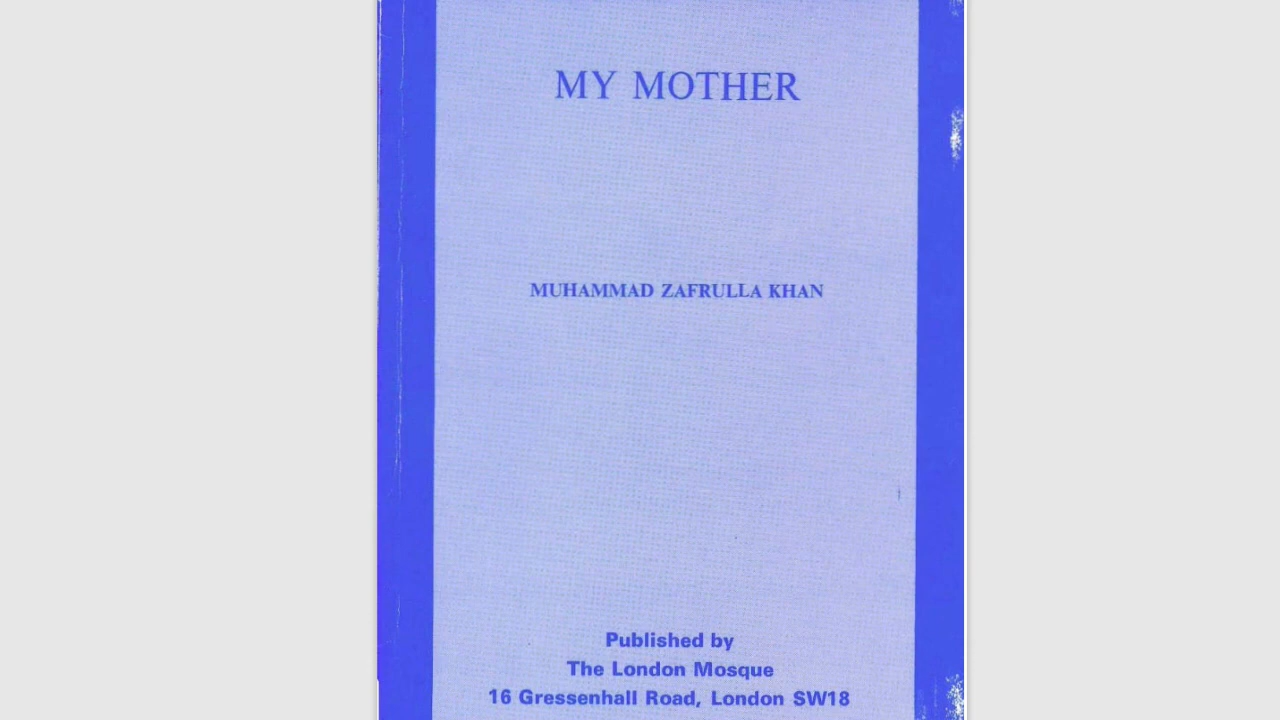 MY MOTHER
MUHAMMAD ZAFRULLA KHAN
Published by
The London Mosque
16 Gressenhall Road, London SW18